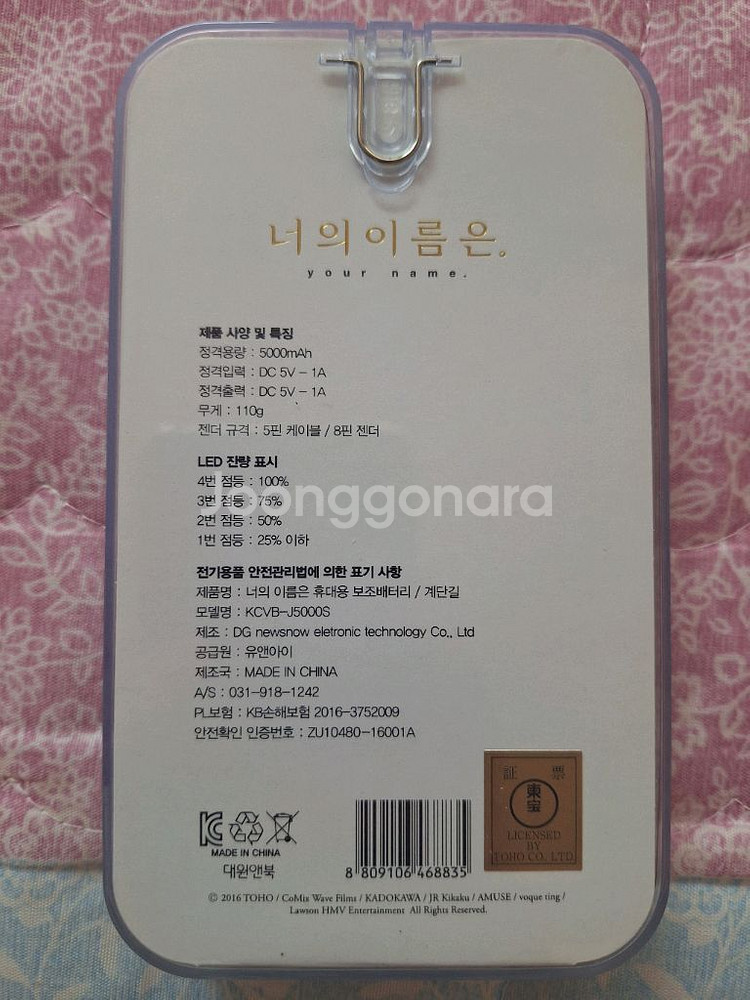 너의 이름은.
your name.
제품 사양 및 특징
정격용량 : 5000mAh
정격입력 : DC 5V - 1A
정격출력 : DC 5V - 1A
무게 : 110g
젠더 규격 : 5핀 케이블 / 8핀 젠더
LED 잔량 표시
4번 점등 : 100%
3번 점등 : 75%
Joonggonara
2번 점등 : 50%
1번 점등 : 25% 이하
전기용품 안전관리법에 의한 표기 사항
제품명 : 너의 이름은 휴대용 보조배터리 / 계단길
모델명 : KCVB-J5000S
제조 : DG newsnow eletronic technology Co., Ltd
공급원 : 유앤아이
제조국 : MADE IN CHINA
A/S : 031-918-1242
PL보험 : KB손해보험 2016-3752009
안전확인 인증번호 : ZU10480-16001A
証 票
東宝
LICENSED
BY
TOHO CO. LTD.
MADE IN CHINA
대원앤북
8 809106 468835
© 2016 TOHO / CoMix Wave Films / KADOKAWA / JR Kikaku / AMUSE / voque ting /
Lawson HMV Entertainment All Rights Reserved.